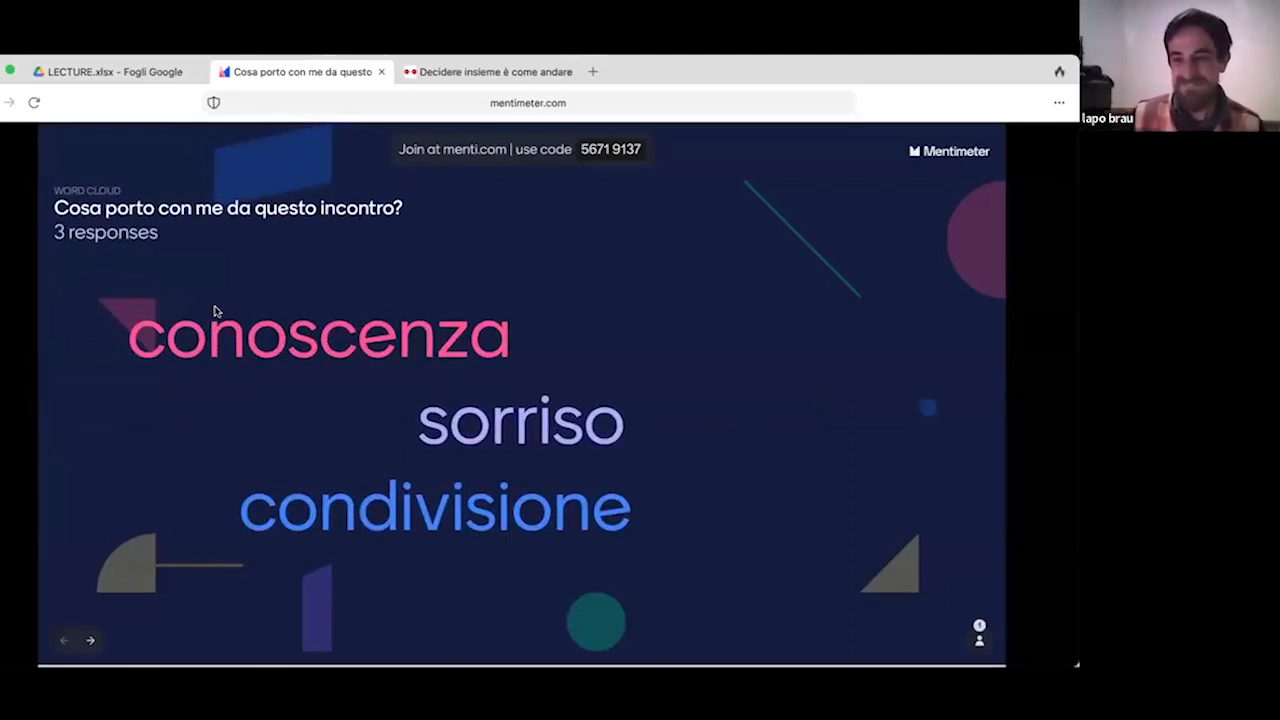 LECTURE.xlsx - Fogli Google
Cosa porto con me da questo
Decidere insieme è come andare
mentimeter.com
lapo brau
Join at menti.com | use code 5671 9137
Mentimeter
WORD CLOUD
Cosa porto con me da questo incontro?
3 responses
conoscenza
sorriso
condivisione
1